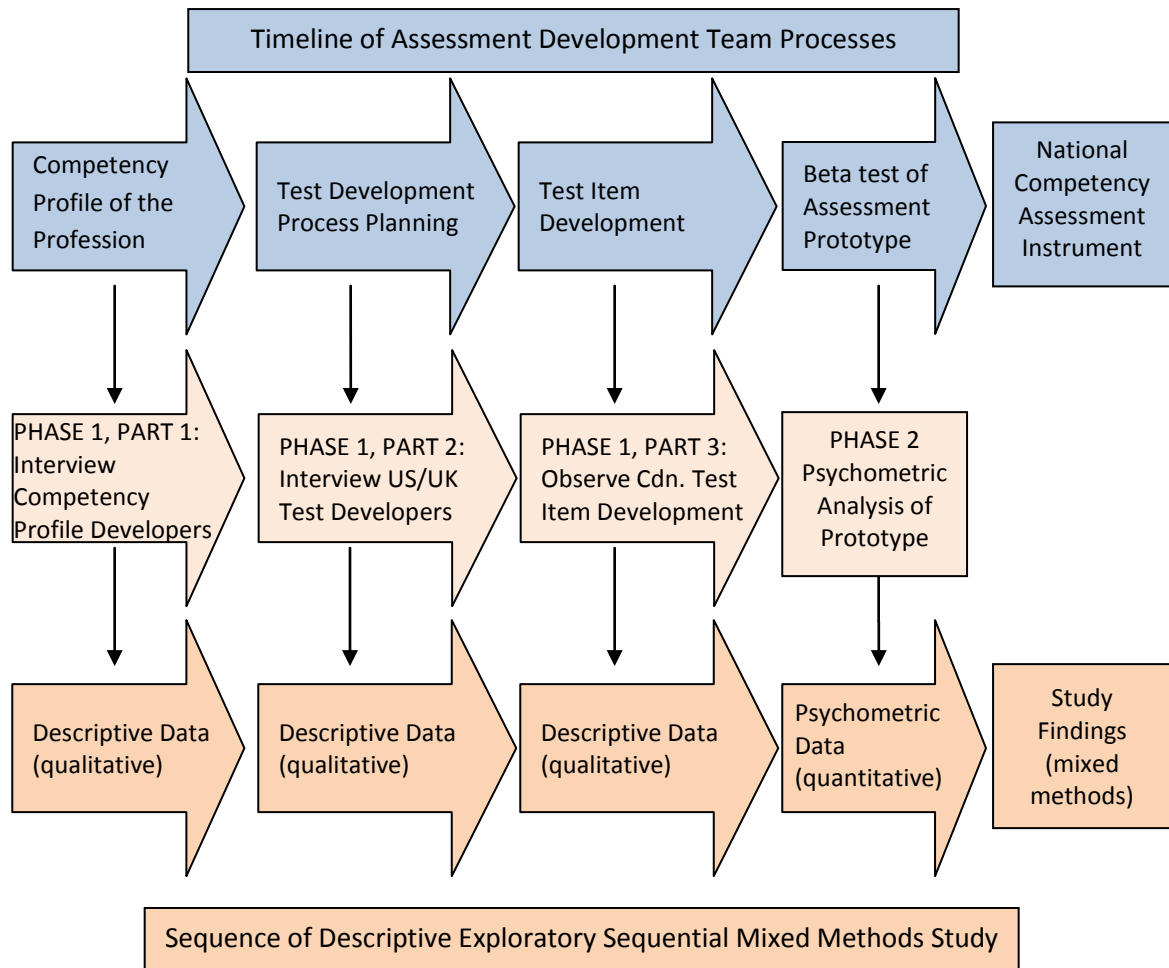 Timeline of Assessment Development Team Processes
Competency
Profile of the
Profession
Test Development
Process Planning
Test Item
Development
Beta test of
Assessment
Prototype
National
Competency
Assessment
Instrument
PHASE 1, PART 1:
Interview
Competency
Profile Developers
PHASE 1, PART 2:
Interview US/UK
Test Developers
PHASE 1, PART 3:
Observe Cdn. Test
Item Development
PHASE 2
Psychometric
Analysis of
Prototype
Descriptive Data
(qualitative)
Descriptive Data
(qualitative)
Descriptive Data
(qualitative)
Psychometric
Data
(quantitative)
Study
Findings
(mixed
methods)
Sequence of Descriptive Exploratory Sequential Mixed Methods Study